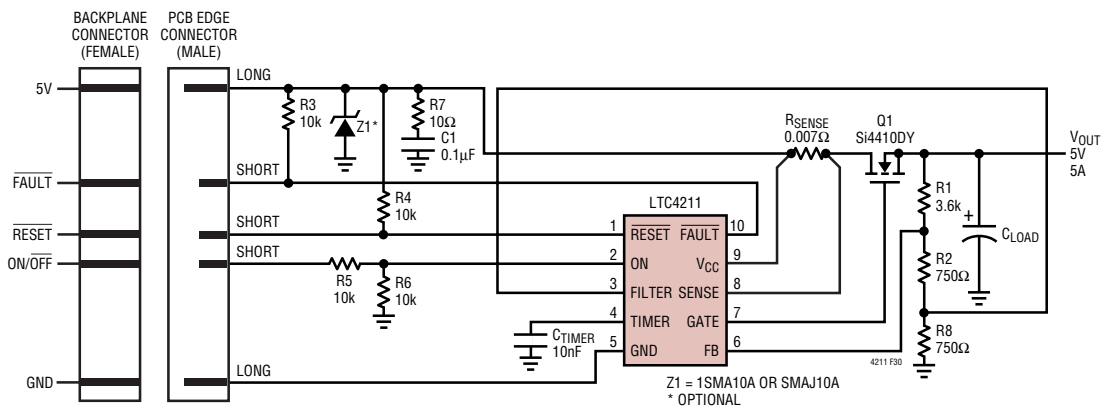 BACKPLANE
CONNECTOR
(FEMALE)
PCB EDGE
CONNECTOR
(MALE)
5V
LONG
R3
10k
Z1*
R7
10Ω
C1
0.1µF
RSENSE
0.007Ω
Q1
Si4410DY
VOUT
5V
5A
FAULT
SHORT
R4
10k
LTC4211
R1
3.6k
+
CLOAD
RESET
SHORT
1 RESET FAULT 10
ON/OFF
SHORT
R5
10k
R6
10k
2 ON VCC 9
R2
750Ω
3 FILTER SENSE 8
CTIMER
10nF
4 TIMER GATE 7
R8
750Ω
5 GND FB 6
4211 F30
GND
LONG
Z1 = 1SMA10A OR SMAJ10A
* OPTIONAL